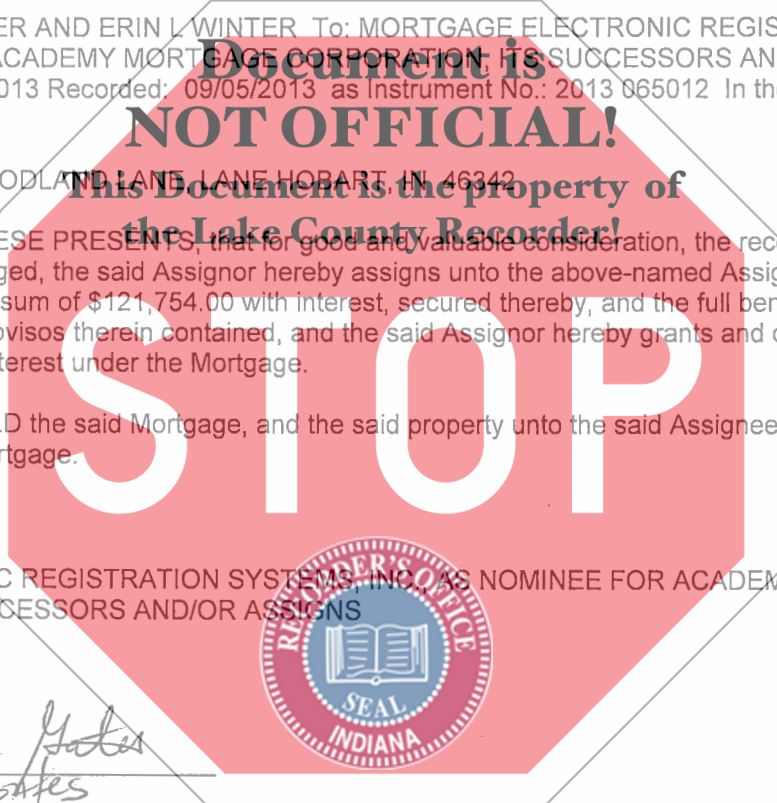 ER AND ERIN L WINTER To: MORTGAGE ELECTRONIC REGIS
ACADEMY MORTGAGE CORPORATION, ITS SUCCESSORS AN
013 Recorded: 09/05/2013 as Instrument No.: 2013 065012 In the
Document is
NOT OFFICIAL!
ODLAND LANE, LANE HOBART, IN 46342
This Document is the property of
the Lake County Recorder!
ESE PRESENTS, that for good and valuable consideration, the rec
ged, the said Assignor hereby assigns unto the above-named Assig
sum of $121,754.00 with interest, secured thereby, and the full ben
ovisos therein contained, and the said Assignor hereby grants and
terest under the Mortgage.
STOP
LD the said Mortgage, and the said property unto the said Assignee
rtgage.
C REGISTRATION SYSTEMS, INC., AS NOMINEE FOR ACADEM
CCESSORS AND/OR ASSIGNS
RECORDER'S OFFICE
SEAL
INDIANA
Gates